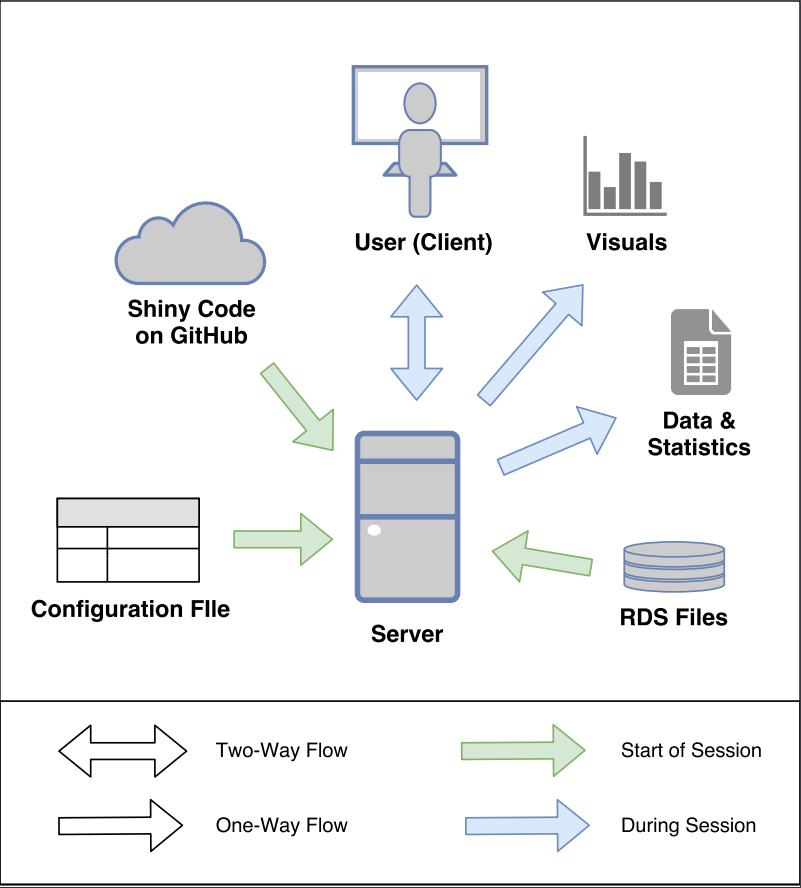 User (Client)
Visuals
Shiny Code
on GitHub
Data &
Statistics
Configuration FIle
RDS Files
Server
Two-Way Flow
Start of Session
One-Way Flow
During Session